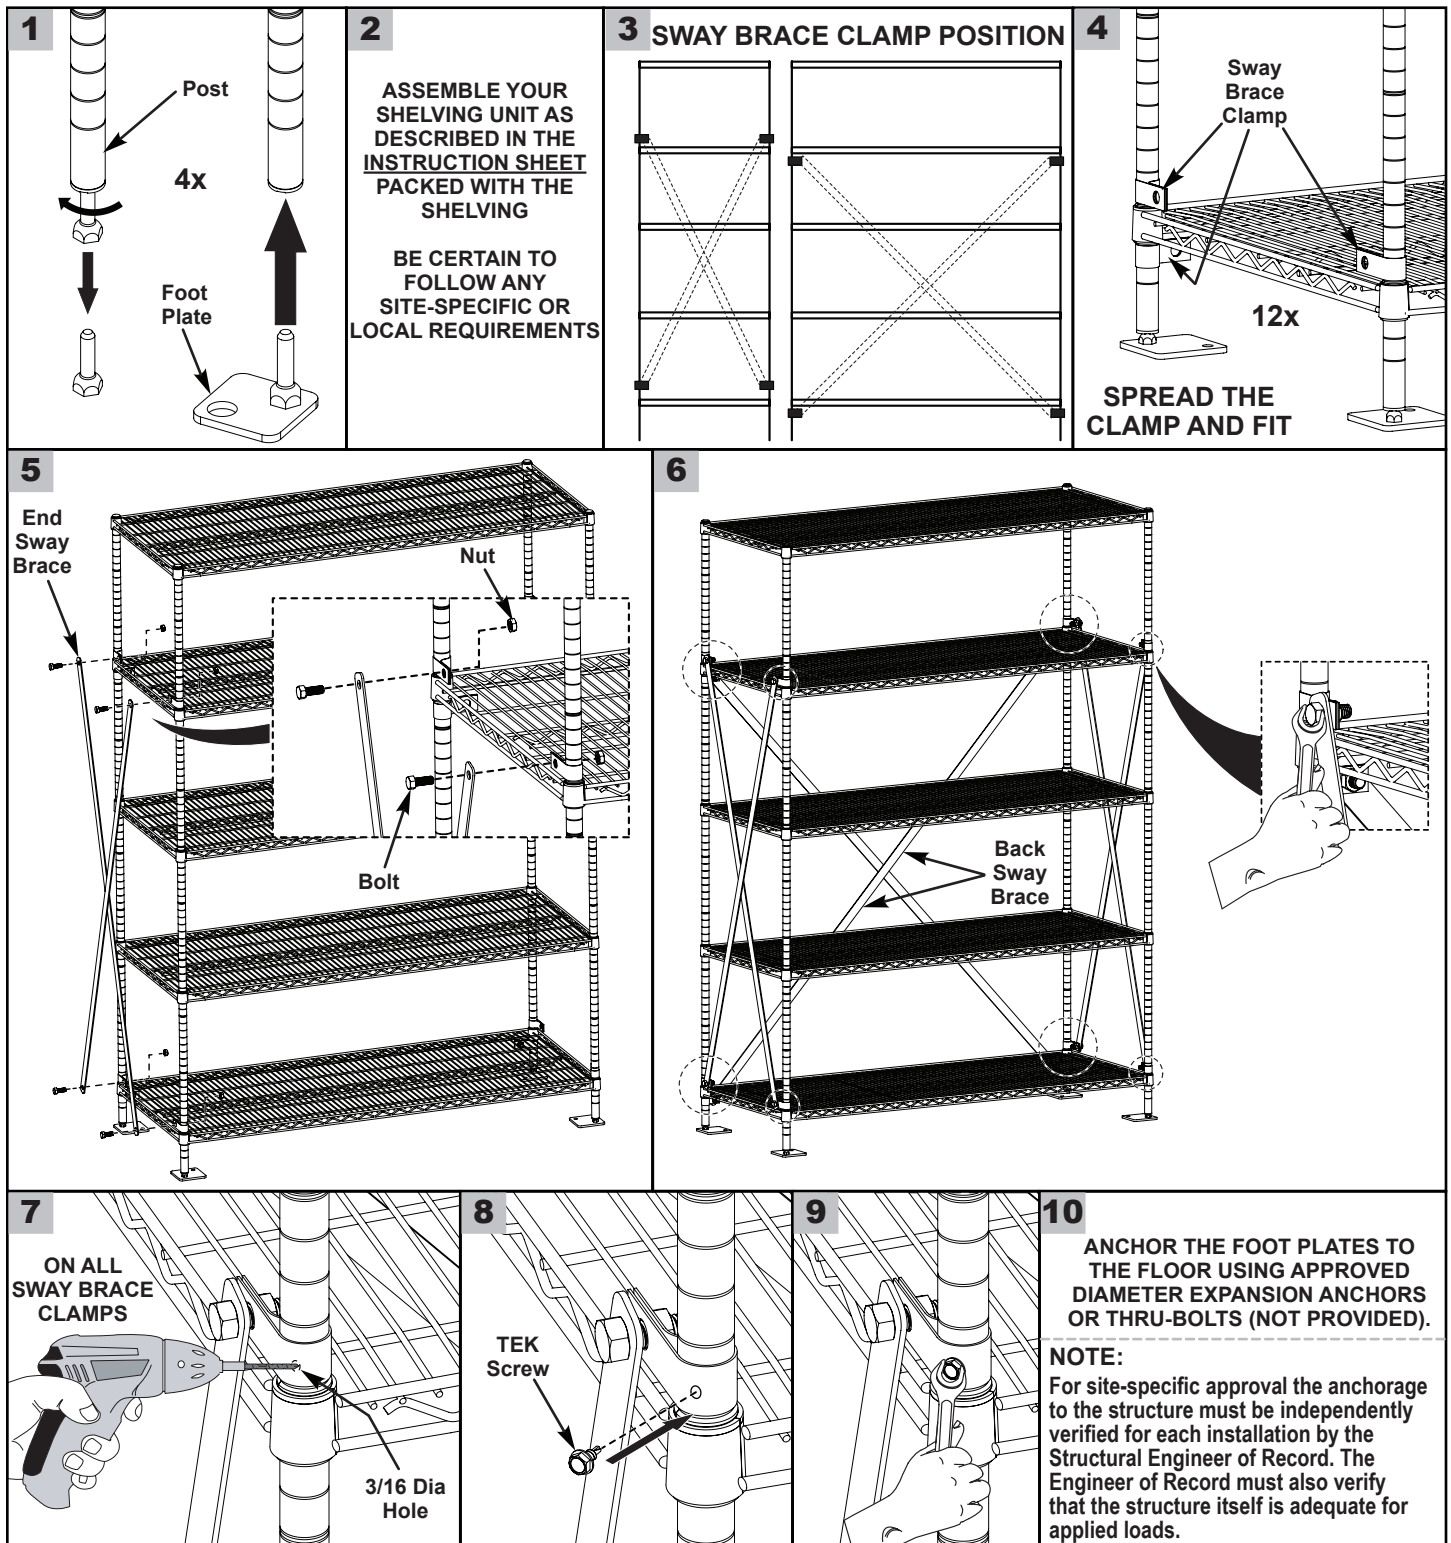 1
Post
4x
Foot
Plate
2
ASSEMBLE YOUR
SHELVING UNIT AS
DESCRIBED IN THE
INSTRUCTION SHEET
PACKED WITH THE
SHELVING
BE CERTAIN TO
FOLLOW ANY
SITE-SPECIFIC OR
LOCAL REQUIREMENTS
3
SWAY BRACE CLAMP POSITION
4
Sway
Brace
Clamp
12x
SPREAD THE
CLAMP AND FIT
5
End
Sway
Brace
Nut
Bolt
6
Back
Sway
Brace
7
ON ALL
SWAY BRACE
CLAMPS
3/16 Dia
Hole
8
TEK
Screw
9
10
ANCHOR THE FOOT PLATES TO
THE FLOOR USING APPROVED
DIAMETER EXPANSION ANCHORS
OR THRU-BOLTS (NOT PROVIDED).
NOTE:
For site-specific approval the anchorage
to the structure must be independently
verified for each installation by the
Structural Engineer of Record. The
Engineer of Record must also verify
that the structure itself is adequate for
applied loads.